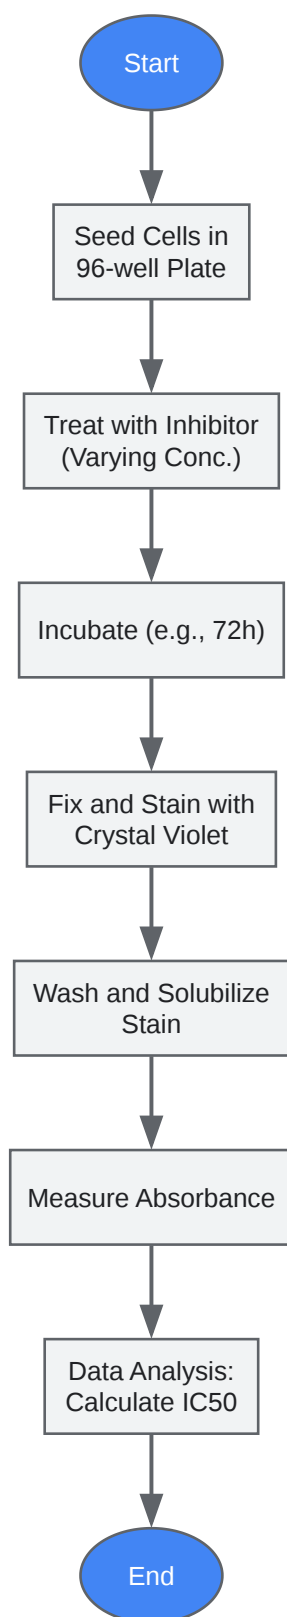 Start
Seed Cells in
96-well Plate
Treat with Inhibitor
(Varying Conc.)
Incubate (e.g., 72h)
Fix and Stain with
Crystal Violet
Wash and Solubilize
Stain
Measure Absorbance
Data Analysis:
Calculate IC50
End